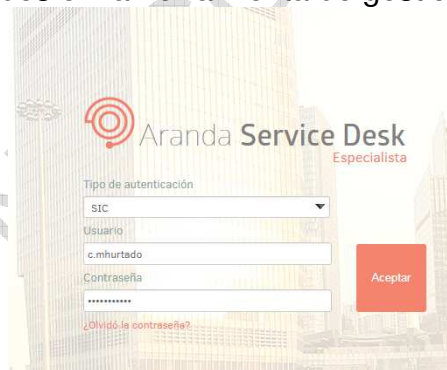 Aranda Service Desk
Especialista
Tipo de autenticación
SIC
Usuario
c.mhurtado
Contraseña
•••••••••••
Aceptar
¿Olvidó la contraseña?